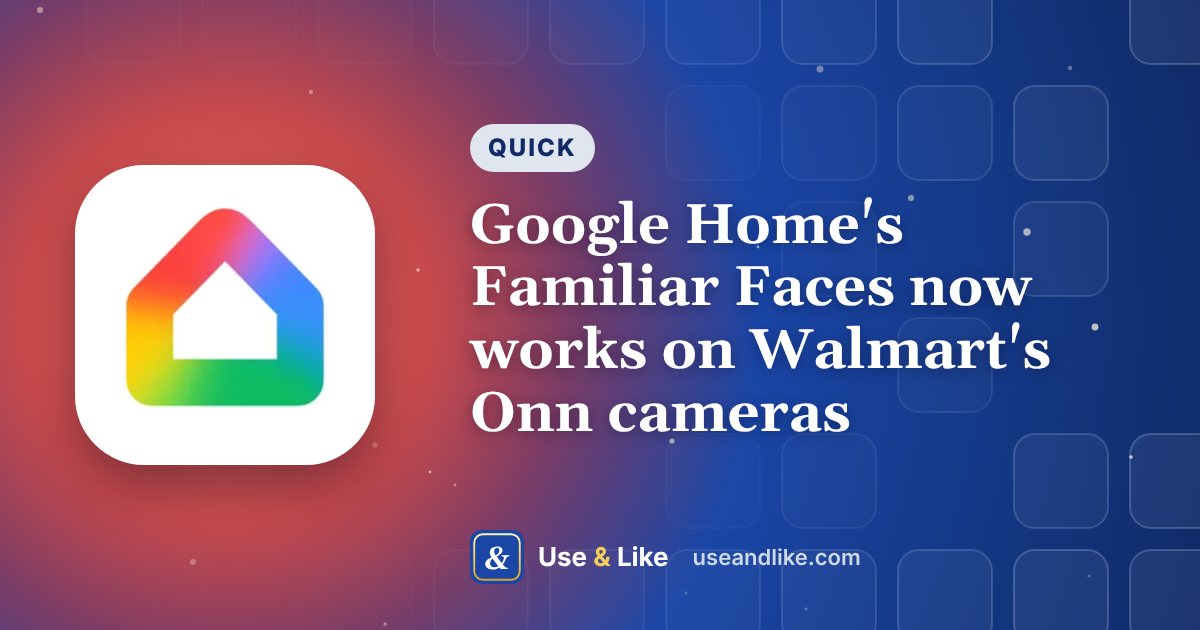 QUICK
Google Home's
Familiar Faces now
works on Walmart's
Onn cameras
& Use & Like useandlike.com